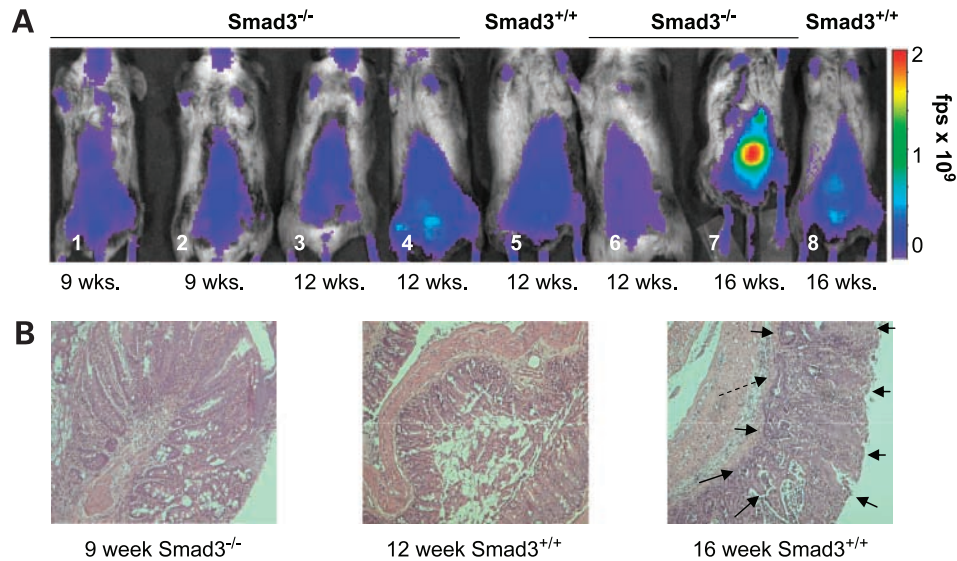 A
Smad3-/- Smad3+/+ Smad3-/- Smad3+/+
1 2 3 4 5 6 7 8
2
1
0
fps x 10⁹
9 wks. 9 wks. 12 wks. 12 wks. 12 wks. 12 wks. 16 wks. 16 wks.
B
9 week Smad3-/- 12 week Smad3+/+ 16 week Smad3+/+